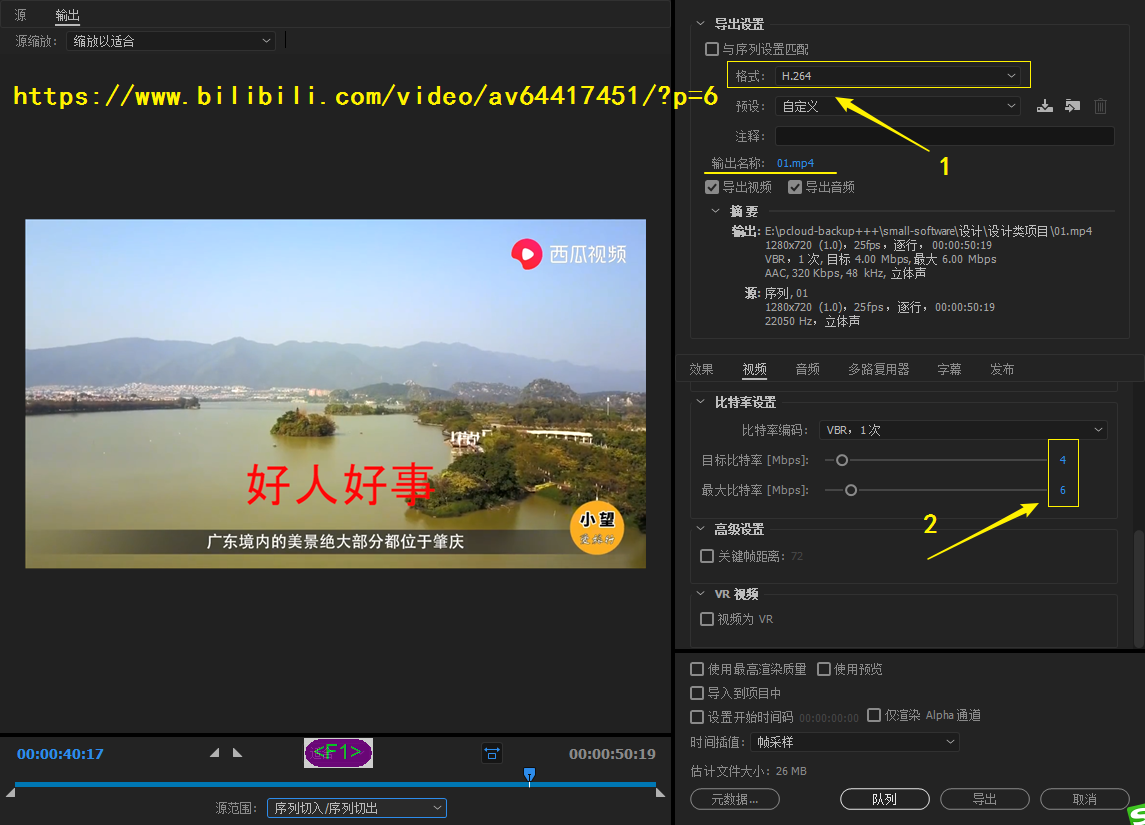 源 输出
源缩放: 缩放以适合
https://www.bilibili.com/video/av64417451/?p=6
西瓜视频
好人好事
小望
广东境内的美景绝大部分都位于肇庆
00:00:40:17
<F1>
00:00:50:19
源范围: 序列切入/序列切出
导出设置
与序列设置匹配
格式: H.264
预设: 自定义
1
注释:
输出名称: 01.mp4
导出视频 导出音频
摘要
输出: E:\pcloud-backup+++\small-software\设计\设计类项目\01.mp4
1280x720 (1.0), 25fps, 逐行, 00:00:50:19
VBR, 1 次, 目标 4.00 Mbps, 最大 6.00 Mbps
AAC, 320 Kbps, 48 kHz, 立体声
源: 序列, 01
1280x720 (1.0), 25fps, 逐行, 00:00:50:19
22050 Hz, 立体声
效果 视频 音频 多路复用器 字幕 发布
比特率设置
比特率编码: VBR, 1 次
目标比特率 [Mbps]: 4
最大比特率 [Mbps]: 6
2
高级设置
关键帧距离: 72
VR 视频
视频为 VR
使用最高渲染质量 使用预览
导入到项目中
设置开始时间码 00:00:00:00 仅渲染 Alpha 通道
时间插值: 帧采样
估计文件大小: 26 MB
元数据... 队列 导出 取消